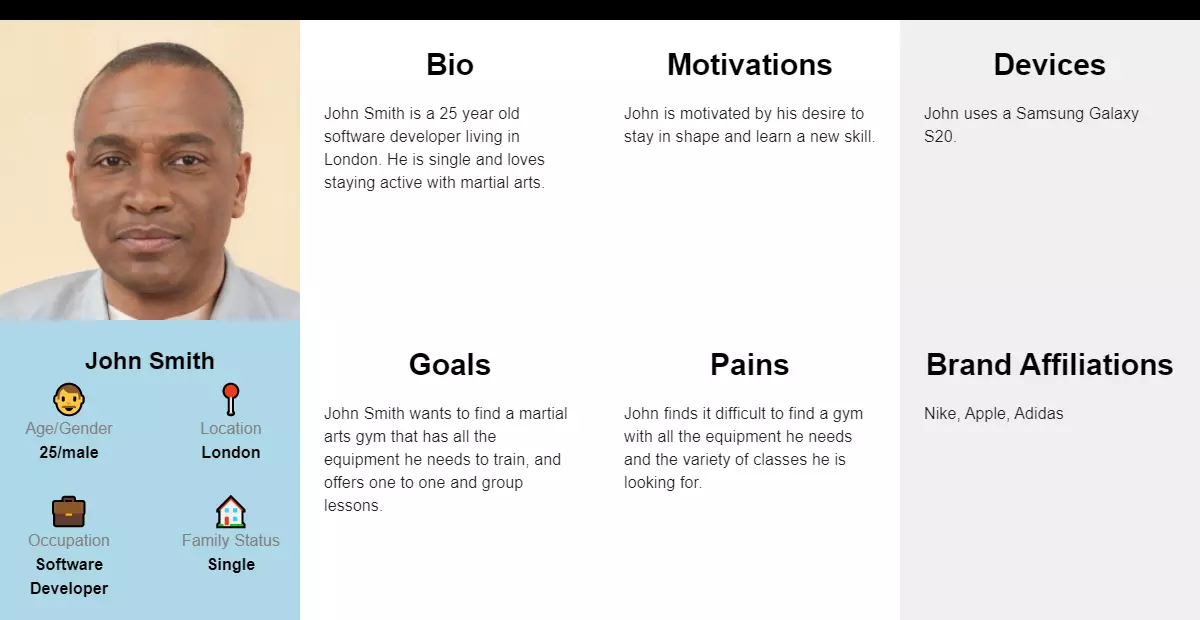 Bio
John Smith is a 25 year old
software developer living in
London. He is single and loves
staying active with martial arts.
Motivations
John is motivated by his desire to
stay in shape and learn a new skill.
Devices
John uses a Samsung Galaxy
S20.
John Smith
Age/Gender
25/male
Location
London
Occupation
Software
Developer
Family Status
Single
Goals
John Smith wants to find a martial
arts gym that has all the
equipment he needs to train, and
offers one to one and group
lessons.
Pains
John finds it difficult to find a gym
with all the equipment he needs
and the variety of classes he is
looking for.
Brand Affiliations
Nike, Apple, Adidas